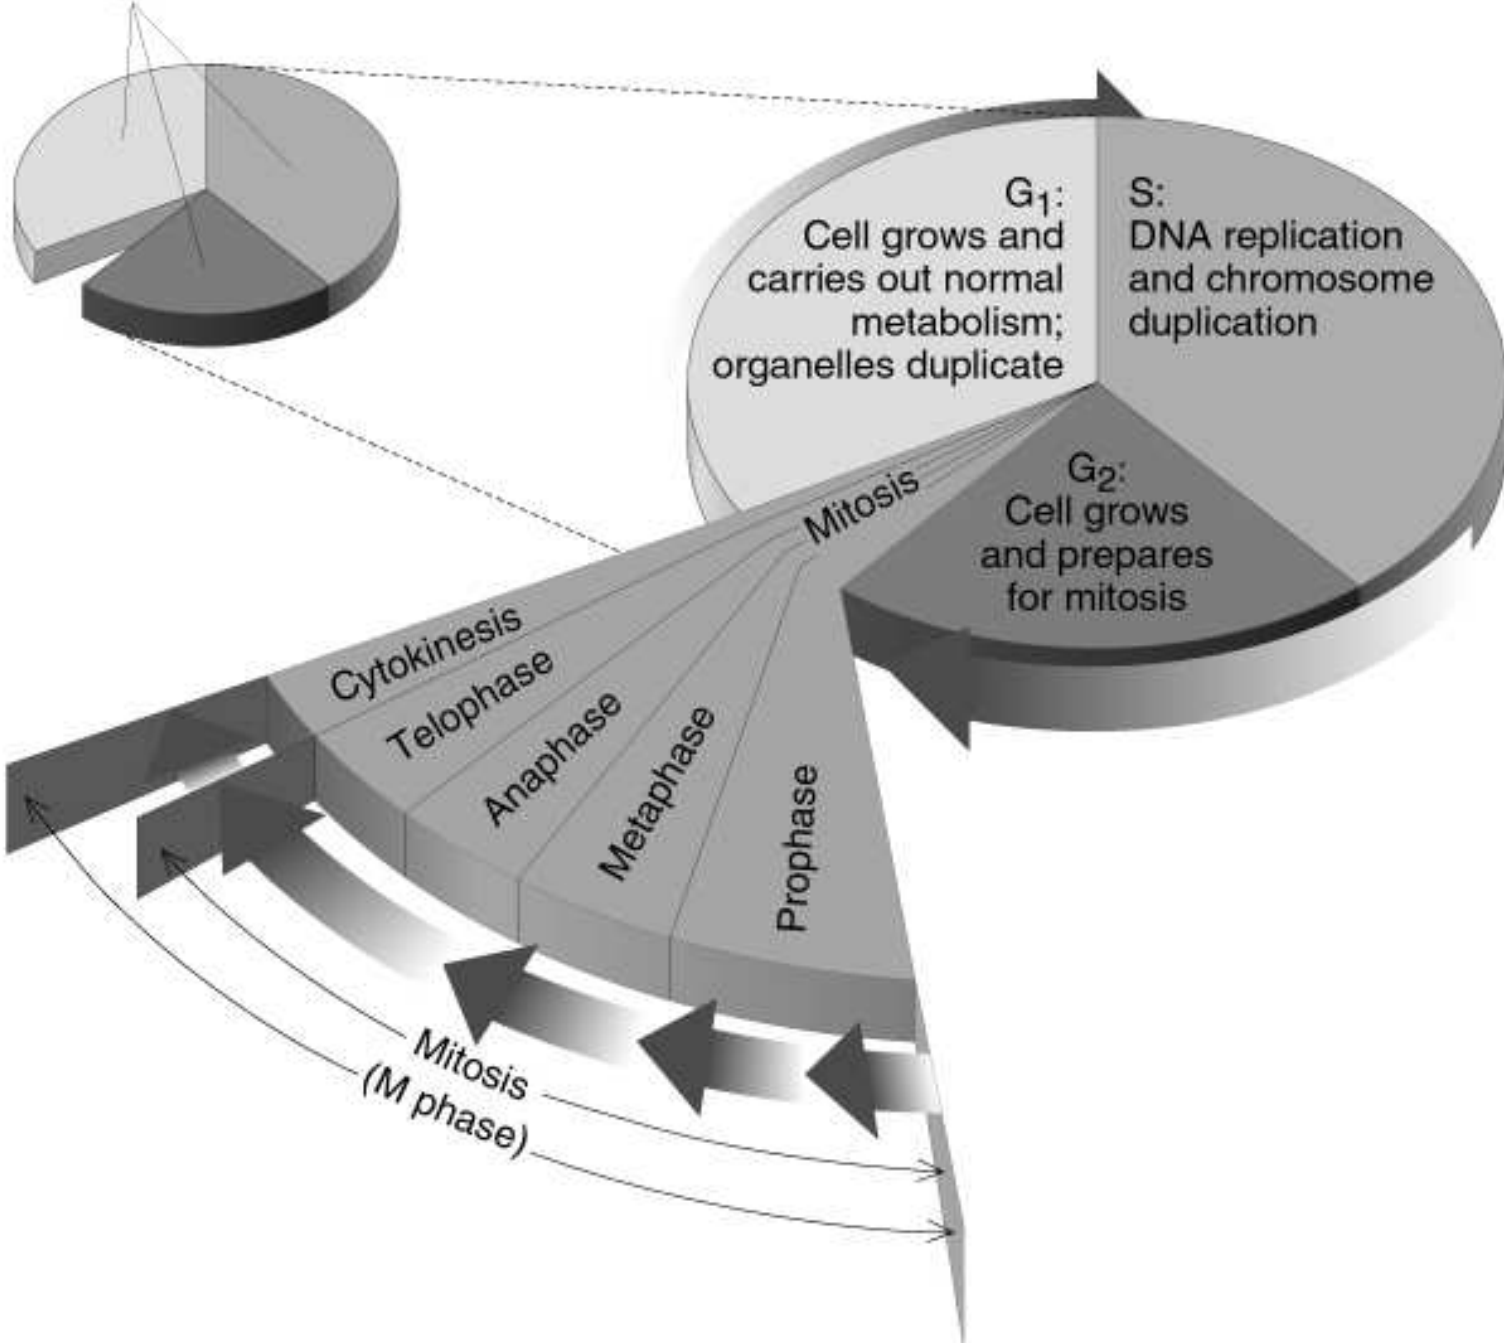 G1:
Cell grows and
carries out normal
metabolism;
organelles duplicate
S:
DNA replication
and chromosome
duplication
G2:
Cell grows
and prepares
for mitosis
Mitosis
Cytokinesis
Telophase
Anaphase
Metaphase
Prophase
Mitosis
(M phase)